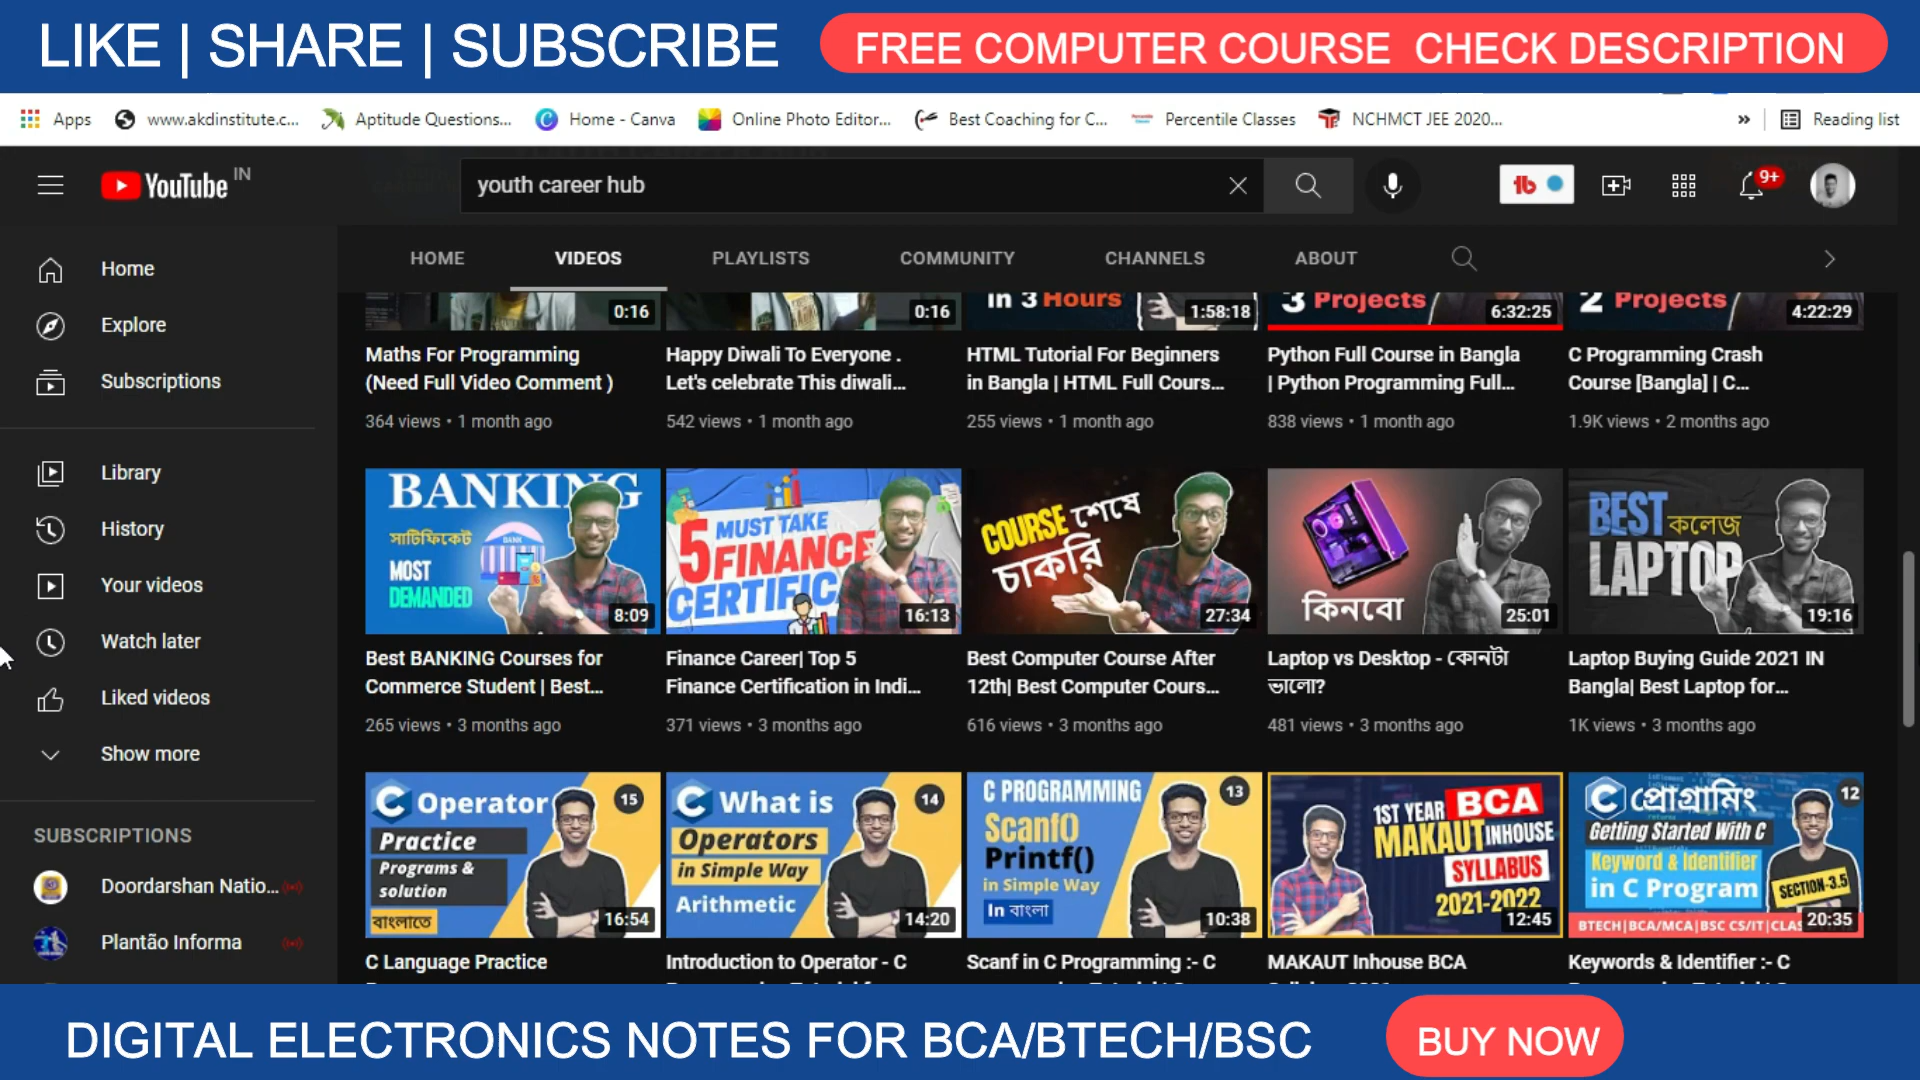 LIKE | SHARE | SUBSCRIBE
FREE COMPUTER COURSE CHECK DESCRIPTION
Apps
www.akdinstitute.c...
Aptitude Questions...
Home - Canva
Online Photo Editor...
Best Coaching for C...
Percentile Classes
NCHMCT JEE 2020...
»
Reading list
YouTube IN
youth career hub
9+
Home
Explore
Subscriptions
Library
History
Your videos
Watch later
Liked videos
Show more
SUBSCRIPTIONS
Doordarshan Natio...
Plantão Informa
HOME
VIDEOS
PLAYLISTS
COMMUNITY
CHANNELS
ABOUT
0:16
0:16
in 3 Hours
1:58:18
3 Projects
6:32:25
2 Projects
4:22:29
Maths For Programming
(Need Full Video Comment )
364 views • 1 month ago
Happy Diwali To Everyone .
Let's celebrate This diwali...
542 views • 1 month ago
HTML Tutorial For Beginners
in Bangla | HTML Full Cours...
255 views • 1 month ago
Python Full Course in Bangla
| Python Programming Full...
838 views • 1 month ago
C Programming Crash
Course [Bangla] | C...
1.9K views • 2 months ago
BANKING
সার্টিফিকেট
BANK
MOST
DEMANDED
8:09
5 MUST TAKE
FINANCE
CERTIFIC
16:13
COURSE শেষে
চাকরি
27:34
কিনবো
25:01
BEST কলেজ
LAPTOP
19:16
Best BANKING Courses for
Commerce Student | Best...
265 views • 3 months ago
Finance Career| Top 5
Finance Certification in Indi...
371 views • 3 months ago
Best Computer Course After
12th| Best Computer Cours...
616 views • 3 months ago
Laptop vs Desktop - কোনটা
ভালো?
481 views • 3 months ago
Laptop Buying Guide 2021 IN
Bangla| Best Laptop for...
1K views • 3 months ago
C Operator
15
Practice
Programs &
solution
বাংলাতে
16:54
C What is
14
Operators
in Simple Way
Arithmetic
14:20
C PROGRAMMING
13
Scanf()
Printf()
in Simple Way
In বাংলা
10:38
1ST YEAR BCA
MAKAUT INHOUSE
SYLLABUS
2021-2022
12:45
C প্রোগ্রামিং
12
Getting Started With C
Keyword & Identifier
in C Program
SECTION-3.5
BTECH|BCA/MCA|BSC CS/IT|CLAS
20:35
C Language Practice
Introduction to Operator - C
Scanf in C Programming :- C
MAKAUT Inhouse BCA
Keywords & Identifier :- C
DIGITAL ELECTRONICS NOTES FOR BCA/BTECH/BSC
BUY NOW